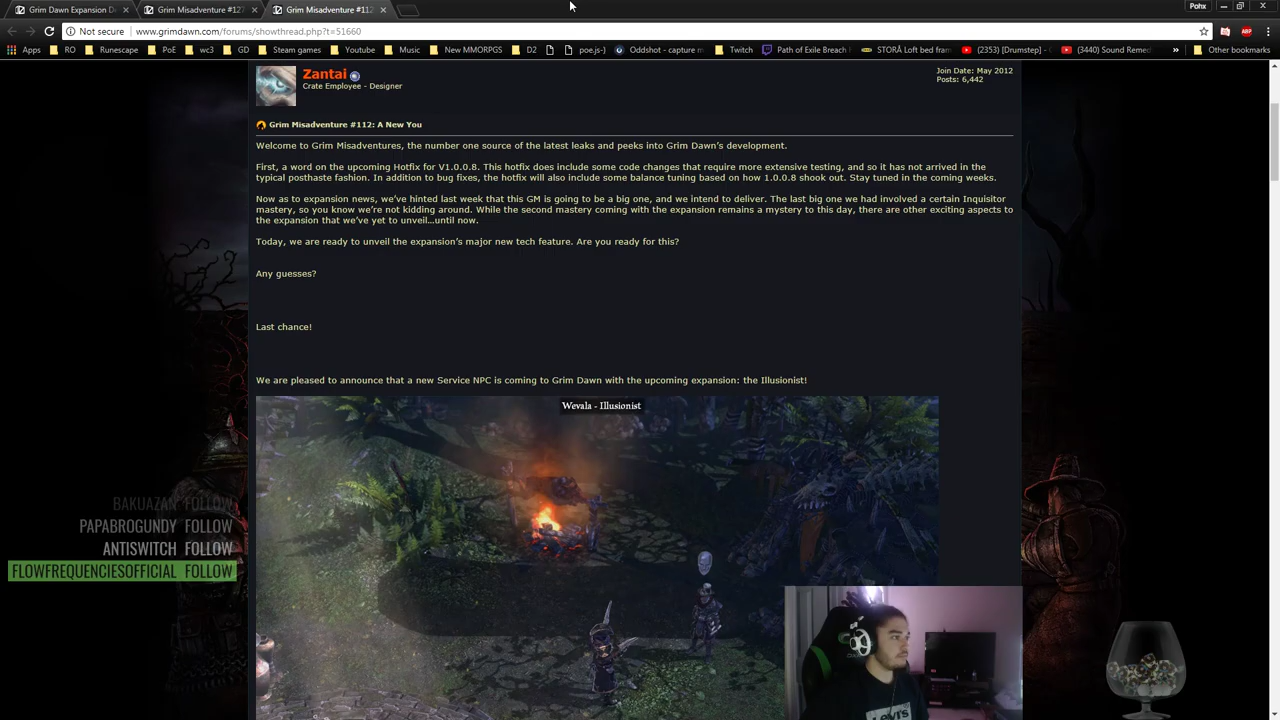 Grim Dawn Expansion D
Grim Misadventure #127
Grim Misadventure #112
Pohx
Not secure
www.grimdawn.com/forums/showthread.php?t=51660
Apps
RO
Runescape
PoE
wc3
GD
Steam games
Youtube
Music
New MMORPGS
D2
poe.js-)
Oddshot - capture m
Twitch
Path of Exile Breach
STORÅ Loft bed fram
(2353) [Drumstep] -
(3440) Sound Remed
»
Other bookmarks
Zantai
Crate Employee - Designer
Join Date: May 2012
Posts: 6,442
Grim Misadventure #112: A New You
Welcome to Grim Misadventures, the number one source of the latest leaks and peeks into Grim Dawn's development.
First, a word on the upcoming Hotfix for V1.0.0.8. This hotfix does include some code changes that require more extensive testing, and so it has not arrived in the
typical posthaste fashion. In addition to bug fixes, the hotfix will also include some balance tuning based on how 1.0.0.8 shook out. Stay tuned in the coming weeks.
Now as to expansion news, we've hinted last week that this GM is going to be a big one, and we intend to deliver. The last big one we had involved a certain Inquisitor
mastery, so you know we're not kidding around. While the second mastery coming with the expansion remains a mystery to this day, there are other exciting aspects to
the expansion that we've yet to unveil...until now.
Today, we are ready to unveil the expansion's major new tech feature. Are you ready for this?
Any guesses?
Last chance!
We are pleased to announce that a new Service NPC is coming to Grim Dawn with the upcoming expansion: the Illusionist!
Wevala - Illusionist
BAKUAZAN FOLLOW
PAPABROGUNDY FOLLOW
ANTISWITCH FOLLOW
FLOWFREQUENCIESOFFICIAL FOLLOW
LEVI'S